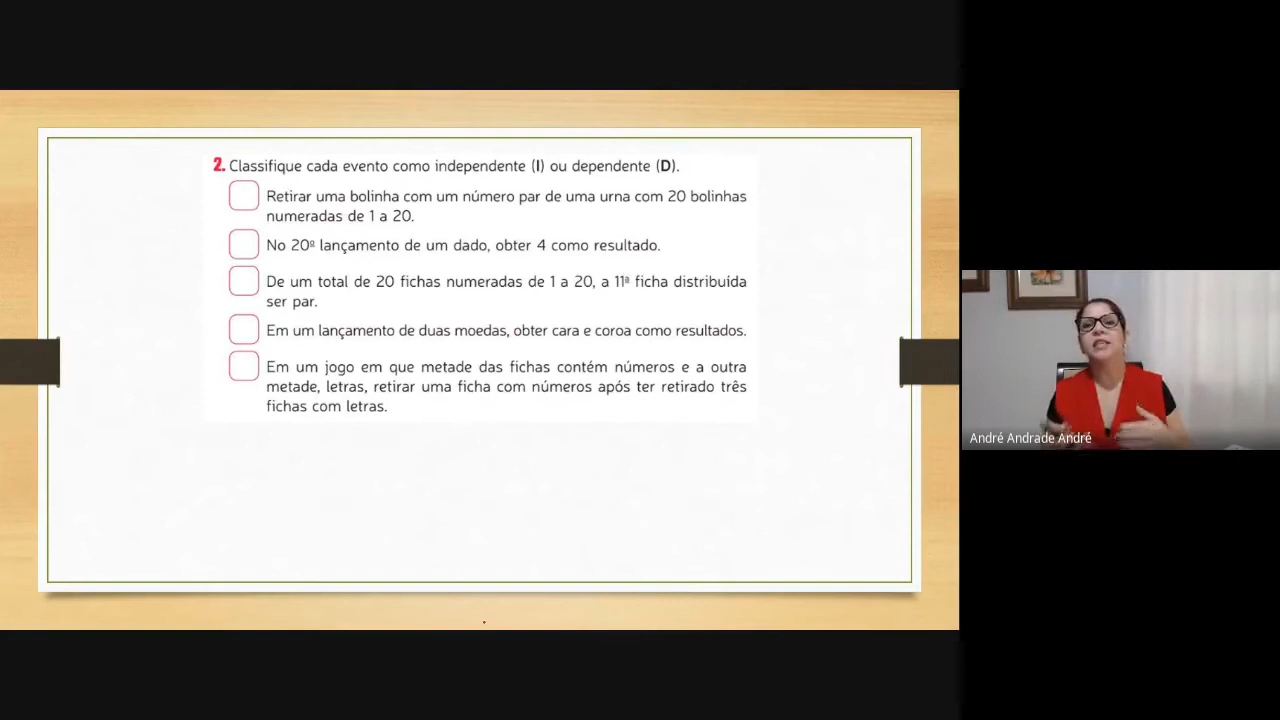 2. Classifique cada evento como independente (I) ou dependente (D).
Retirar uma bolinha com um número par de uma urna com 20 bolinhas
numeradas de 1 a 20.
No 20º lançamento de um dado, obter 4 como resultado.
De um total de 20 fichas numeradas de 1 a 20, a 11ª ficha distribuída
ser par.
Em um lançamento de duas moedas, obter cara e coroa como resultados.
Em um jogo em que metade das fichas contém números e a outra
metade, letras, retirar uma ficha com números após ter retirado três
fichas com letras.
André Andrade André